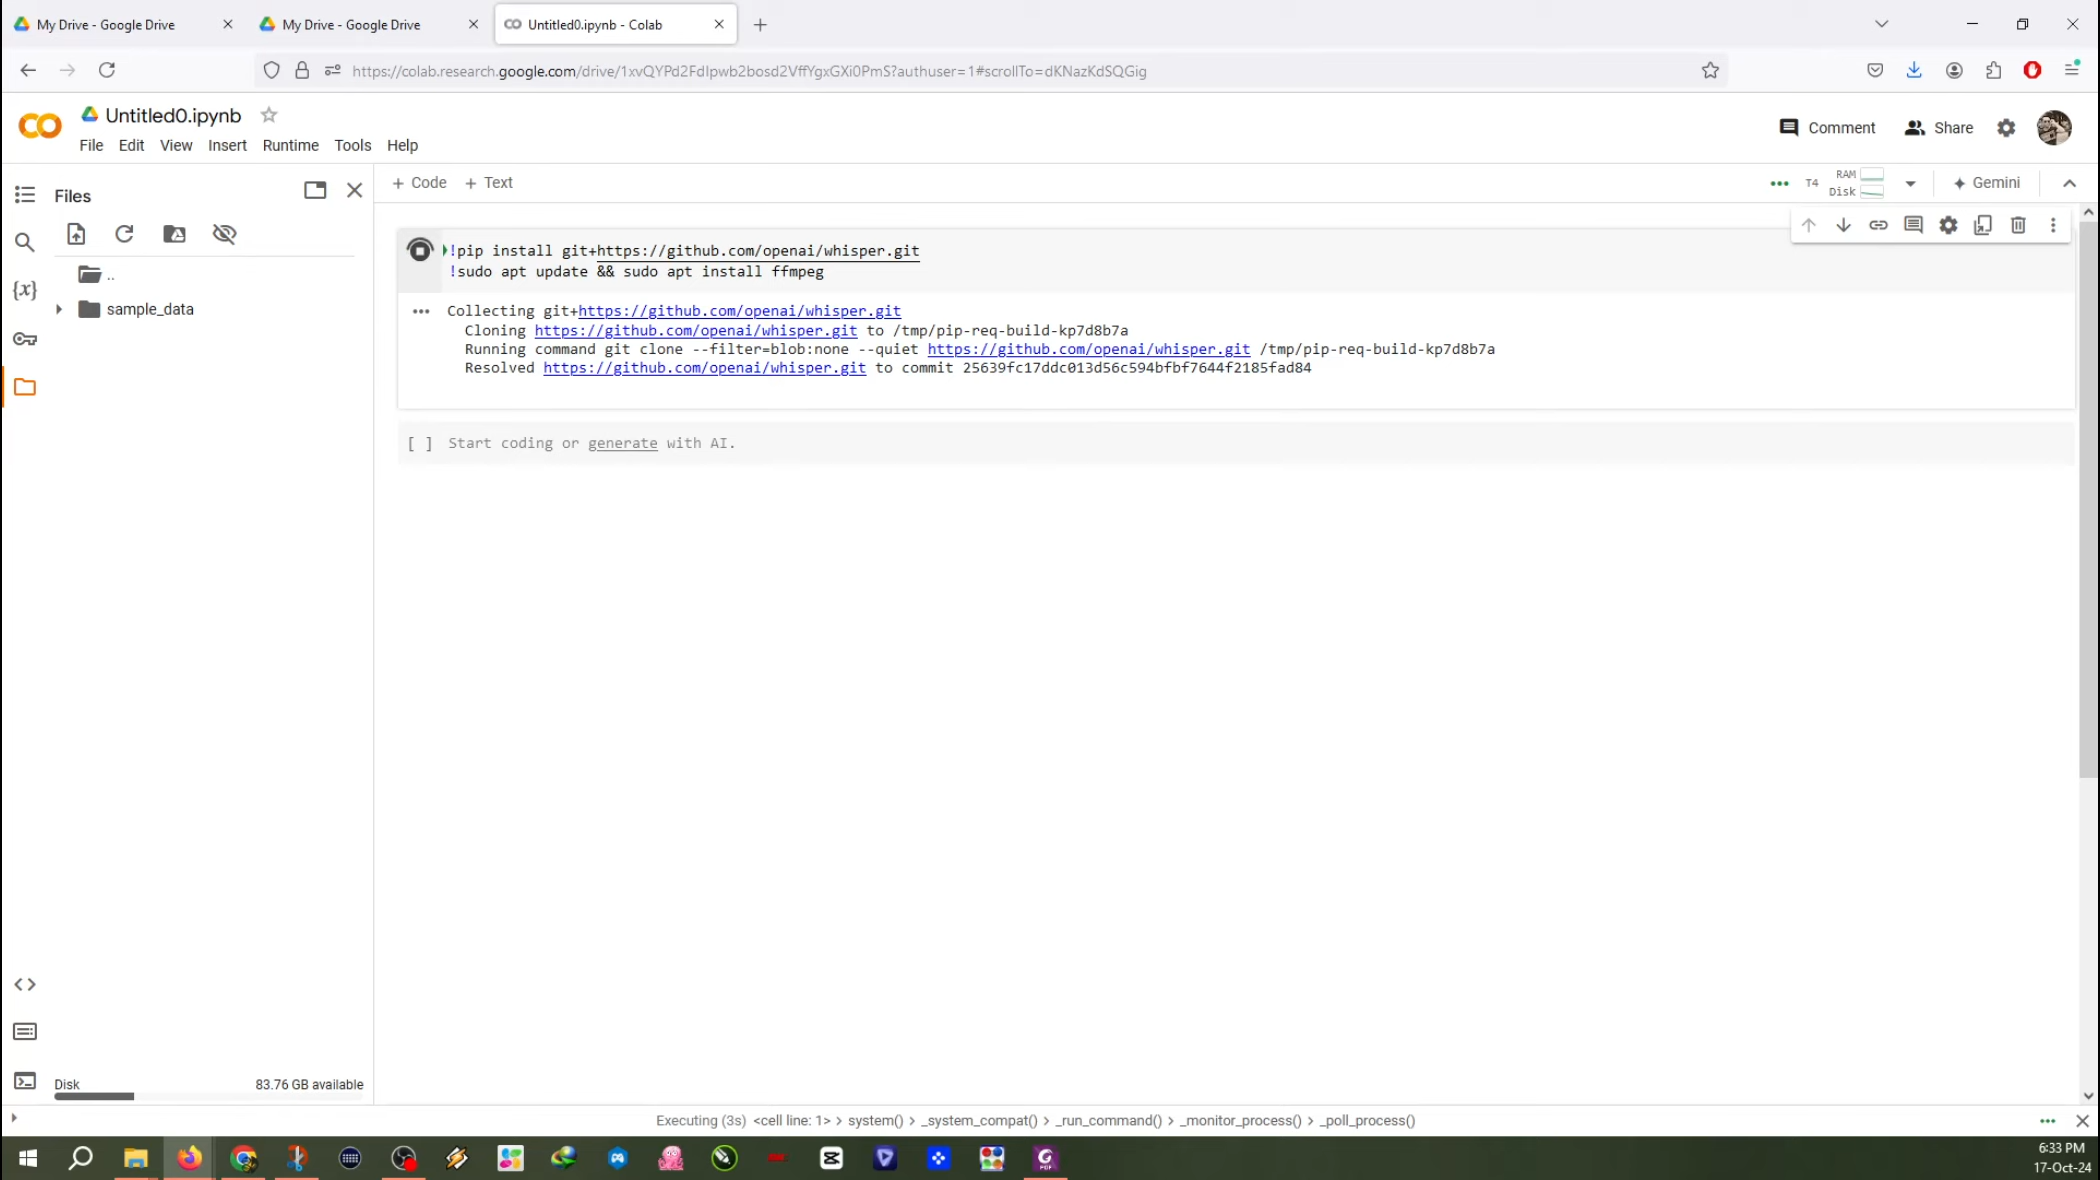 My Drive - Google Drive
My Drive - Google Drive
Untitled0.ipynb - Colab
https://colab.research.google.com/drive/1xvQYPd2FdIpwb2bosd2VffYgxGXi0PmS?authuser=1#scrollTo=dKNazKdSQGig
CO
Untitled0.ipynb
Comment
Share
File Edit View Insert Runtime Tools Help
Files
+ Code + Text
T4
RAM
Disk
Gemini
..
sample_data
{x}
!pip install git+https://github.com/openai/whisper.git
!sudo apt update && sudo apt install ffmpeg
Collecting git+https://github.com/openai/whisper.git
Cloning https://github.com/openai/whisper.git to /tmp/pip-req-build-kp7d8b7a
Running command git clone --filter=blob:none --quiet https://github.com/openai/whisper.git /tmp/pip-req-build-kp7d8b7a
Resolved https://github.com/openai/whisper.git to commit 25639fc17ddc013d56c594bfbf7644f2185fad84
[ ] Start coding or generate with AI.
Disk
83.76 GB available
Executing (3s) <cell line: 1> > system() > _system_compat() > _run_command() > _monitor_process() > _poll_process()
6:33 PM
17-Oct-24